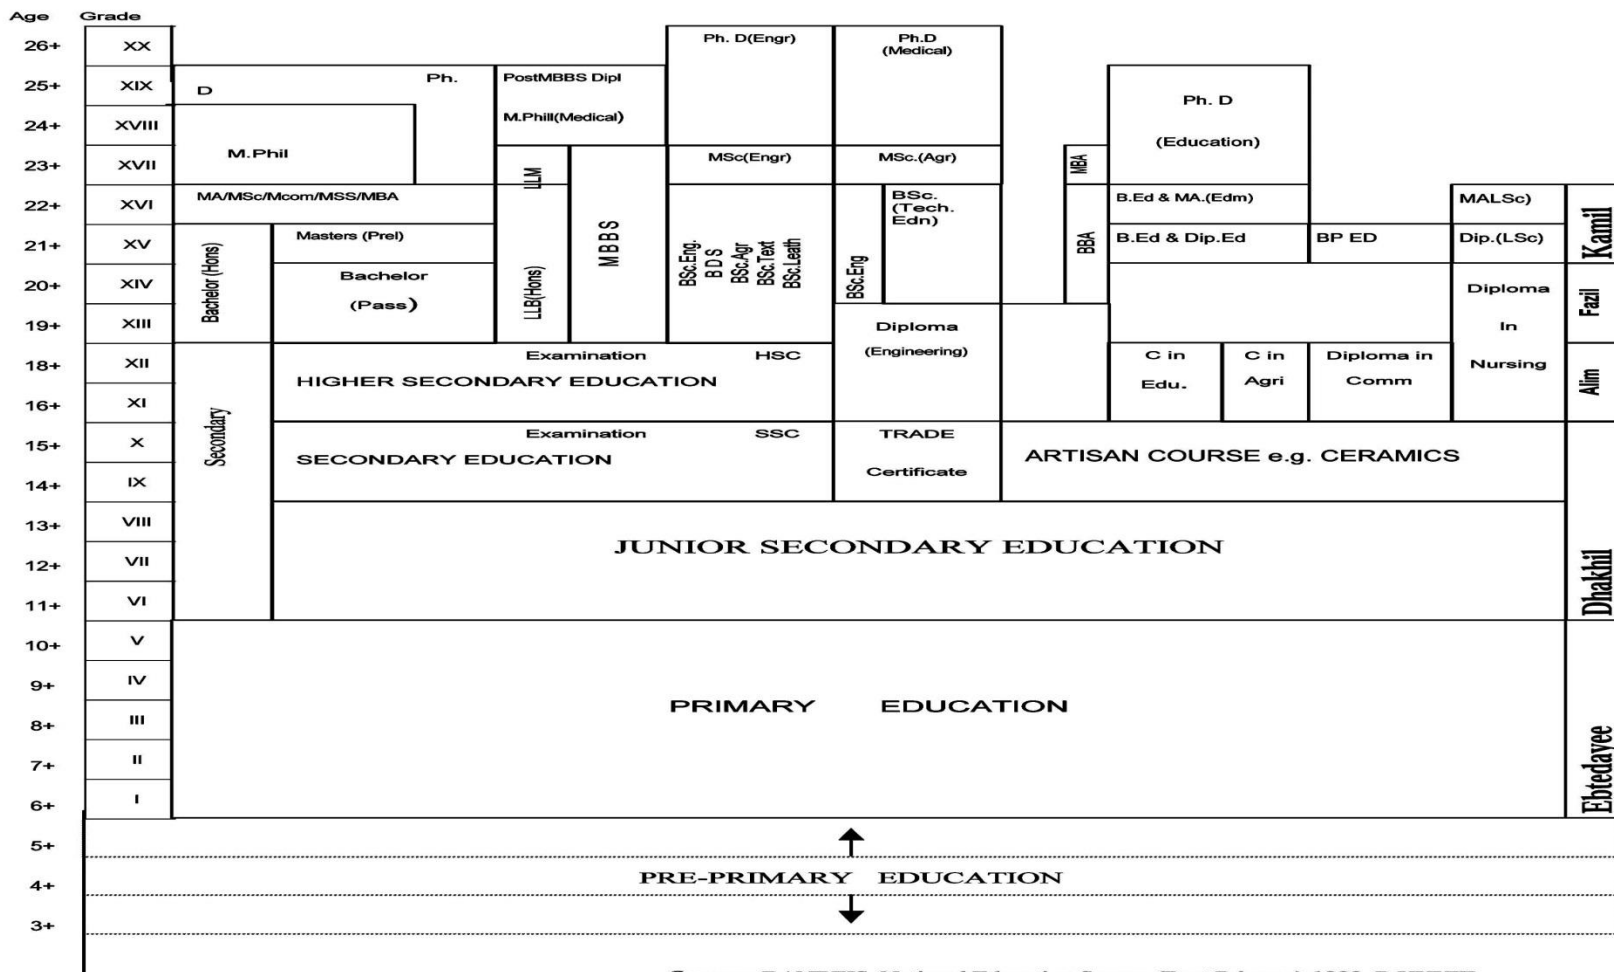 Age Grade
26+ XX Ph. D(Engr) Ph.D
(Medical)
25+ XIX D Ph. PostMBBS Dipl
M.Phill(Medical)
24+ XVIII Ph. D
(Education)
23+ XVII M.Phil LLM MSc(Engr) MSc.(Agr) MBA
22+ XVI MA/MSc/Mcom/MSS/MBA BSc.
(Tech.
Edn) B.Ed & MA.(Edm) MALSc)
21+ XV Masters (Prel) B.Ed & Dip.Ed BP ED Dip.(LSc) Kamil
Bachelor (Hons)
LLB(Hons)
M B B S
BSc.Eng.
B D S
BSc.Agr
BSc.Text
BSc.Leath
BSc.Eng
BBA
20+ XIV Bachelor
(Pass)
Diploma
In
Nursing
Fazil
19+ XIII Diploma
(Engineering)
18+ XII Examination HSC
HIGHER SECONDARY EDUCATION
C in
Edu.
C in
Agri
Diploma in
Comm
Alim
16+ XI
15+ X Secondary Examination SSC
SECONDARY EDUCATION
TRADE
Certificate
ARTISAN COURSE e.g. CERAMICS
14+ IX
13+ VIII
JUNIOR SECONDARY EDUCATION
12+ VII Dhakhil
11+ VI
10+ V
9+ IV
PRIMARY EDUCATION
8+ III
7+ II Ebtedayee
6+ I
5+
4+ PRE-PRIMARY EDUCATION
3+